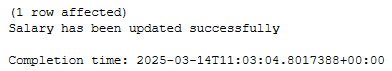 (1 row affected)
Salary has been updated successfully
Completion time: 2025-03-14T11:03:04.8017388+00:00